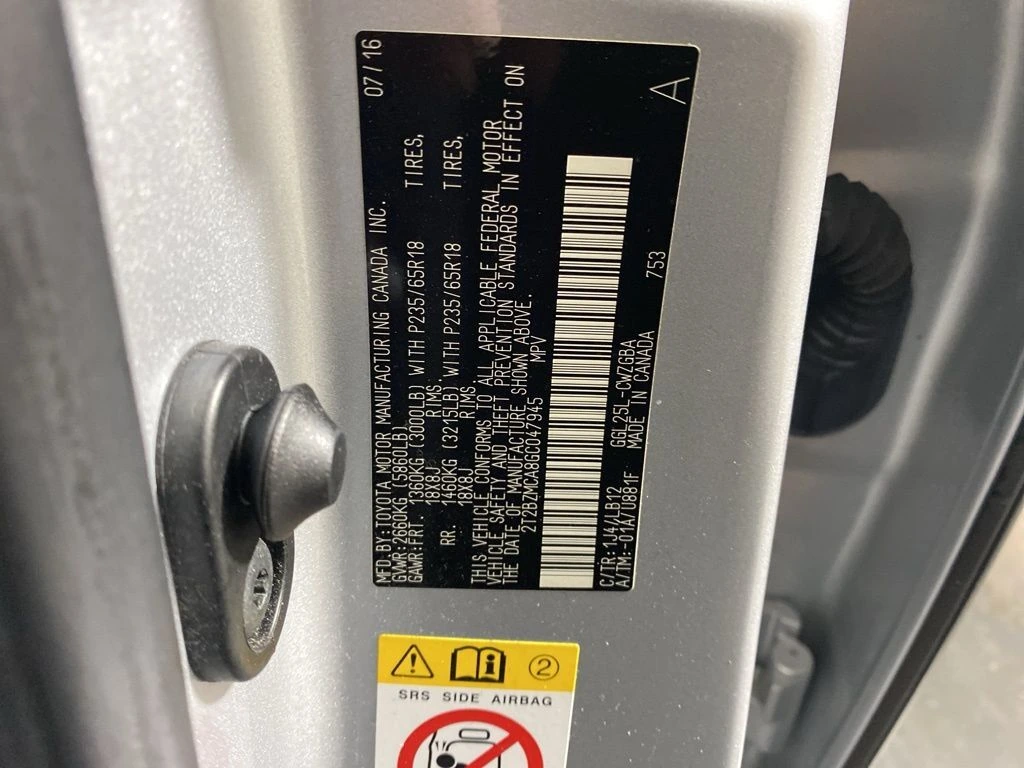 MFD.BY:TOYOTA MOTOR MANUFACTURING CANADA INC. 07/16
GVWR:2660KG (5860LB)
GAWR:FRT. 1360KG (3000LB) WITH P235/65R18 TIRES,
18X8J RIMS,
RR. 1460KG (3215LB) WITH P235/65R18 TIRES,
18X8J RIMS
THIS VEHICLE CONFORMS TO ALL APPLICABLE FEDERAL MOTOR
VEHICLE SAFETY AND THEFT PREVENTION STANDARDS IN EFFECT ON
THE DATE OF MANUFACTURE SHOWN ABOVE.
2T2BZMCA8GC047945 MPV
C/TR:1J4/LB12 GGL25L-CWZGBA 753
A/TM:-01A/U881F MADE IN CANADA
A
2
SRS SIDE AIRBAG